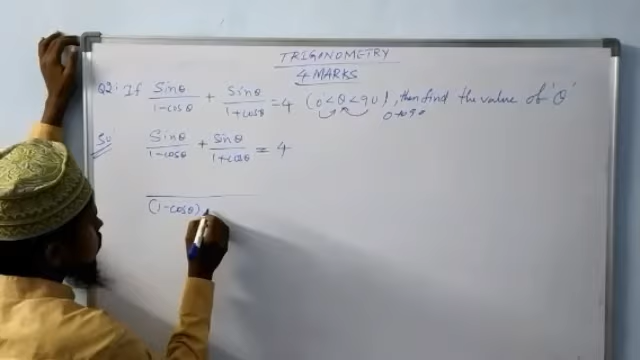 TRIGONOMETRY
4 MARKS
Q2: If Sinθ/1-cosθ + Sinθ/1+cosθ = 4 (0°<θ<90), then find the value of 'θ'
0 to 90
Sol Sinθ/1-cosθ + Sinθ/1+cosθ = 4
(1-cosθ)